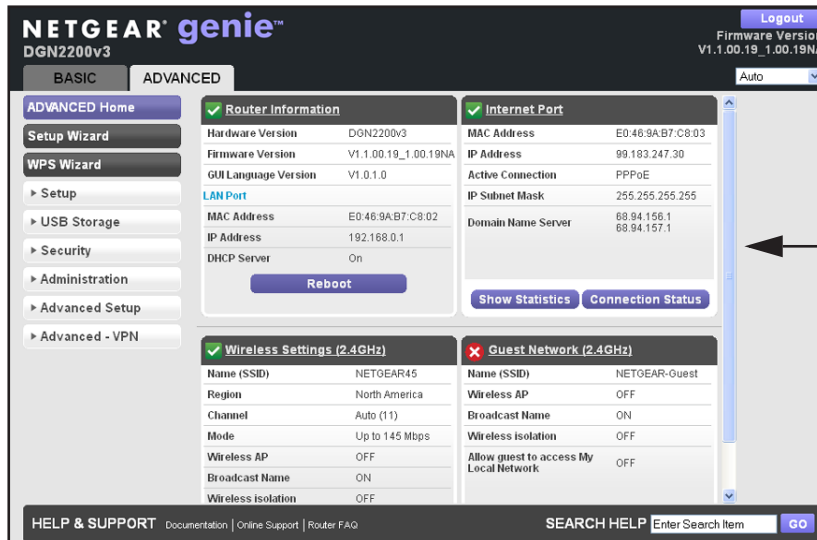 NETGEAR® genie™
Logout
DGN2200v3
Firmware Version
V1.1.00.19_1.00.19NA
BASIC
ADVANCED
Auto
ADVANCED Home
Setup Wizard
WPS Wizard
Setup
USB Storage
Security
Administration
Advanced Setup
Advanced - VPN
Router Information
Hardware Version DGN2200v3
Firmware Version V1.1.00.19_1.00.19NA
GUI Language Version V1.0.1.0
LAN Port
MAC Address E0:46:9A:B7:C8:02
IP Address 192.168.0.1
DHCP Server On
Reboot
Internet Port
MAC Address E0:46:9A:B7:C8:03
IP Address 99.183.247.30
Active Connection PPPoE
IP Subnet Mask 255.255.255.255
Domain Name Server 68.94.156.1
68.94.157.1
Show Statistics
Connection Status
Wireless Settings (2.4GHz)
Name (SSID) NETGEAR45
Region North America
Channel Auto (11)
Mode Up to 145 Mbps
Wireless AP OFF
Broadcast Name ON
Wireless isolation OFF
Guest Network (2.4GHz)
Name (SSID) NETGEAR-Guest
Wireless AP OFF
Broadcast Name ON
Wireless isolation OFF
Allow guest to access My
Local Network OFF
HELP & SUPPORT Documentation | Online Support | Router FAQ
SEARCH HELP Enter Search Item GO